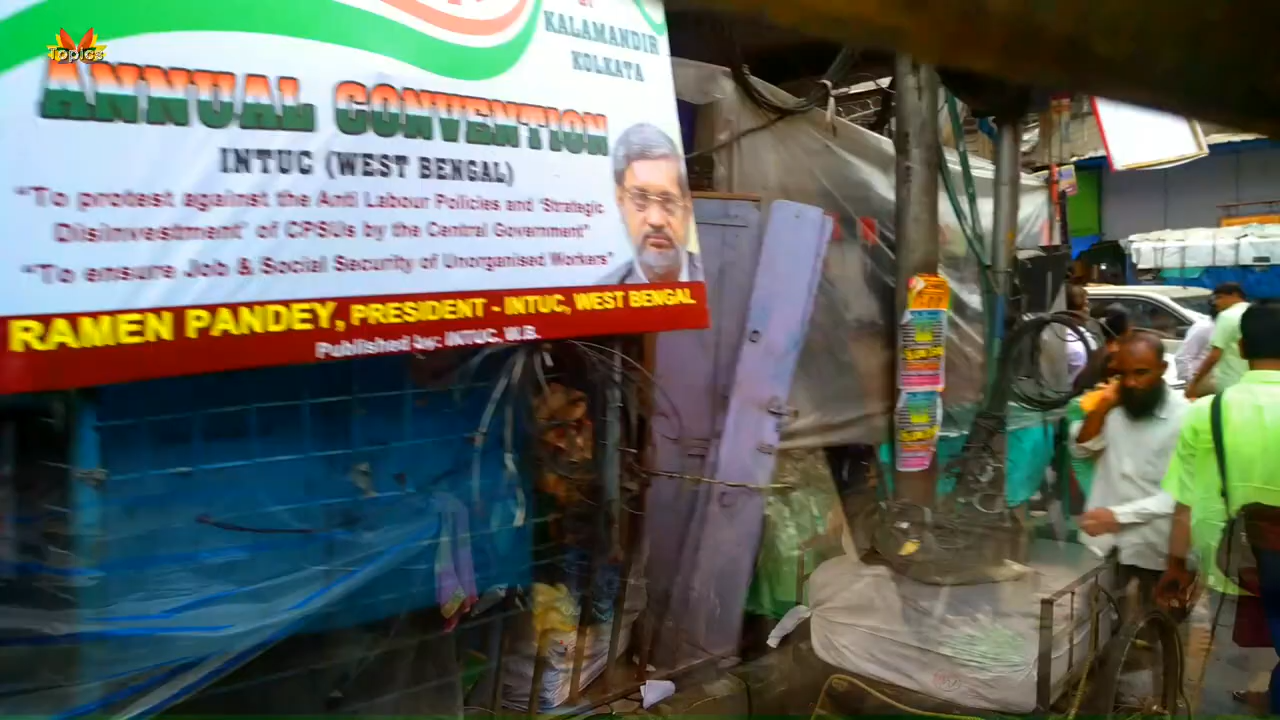 Topics
KALAMANDIR
KOLKATA
ANNUAL CONVENTION
INTUC (WEST BENGAL)
"To protest against the Anti Labour Policies and 'Strategic
Disinvestment' of CPSUs by the Central Government"
"To ensure Job & Social Security of Unorganised Workers"
RAMEN PANDEY, PRESIDENT - INTUC, WEST BENGAL
Published by: INTUC, W.B.